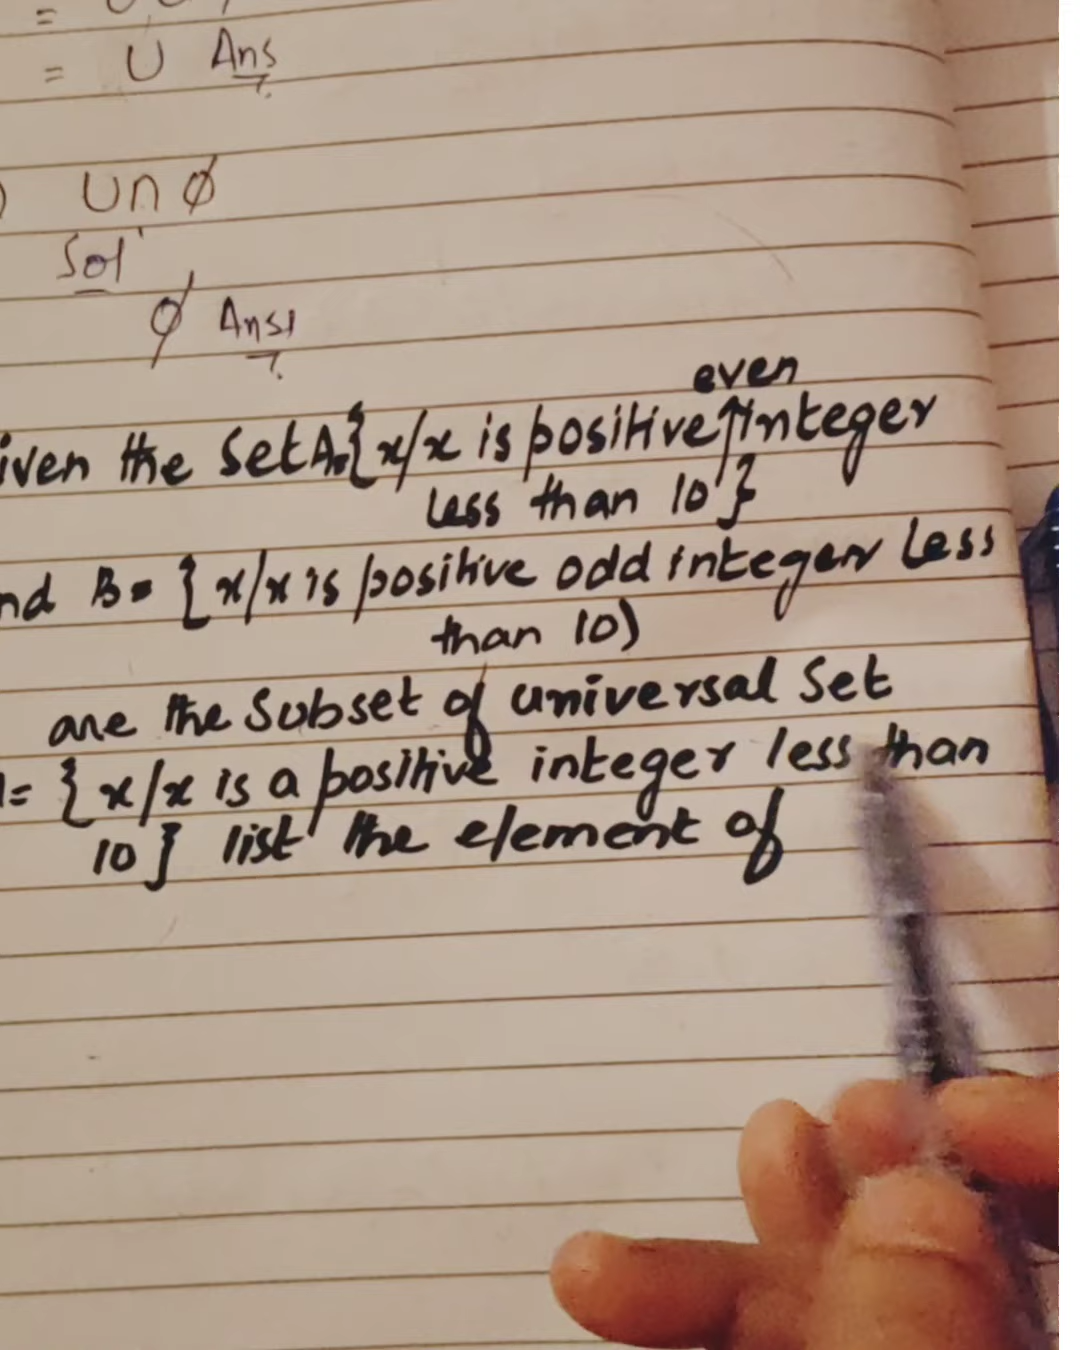 =
= U Ans
) U∩ ∅
Sol
∅ Ans
even
iven the Set A={x/x is positive ↑integer
less than 10}
nd B = {x/x is positive odd integer less
than 10)
are the Subset of universal Set
= {x/x is a positive integer less than
10} list the element of